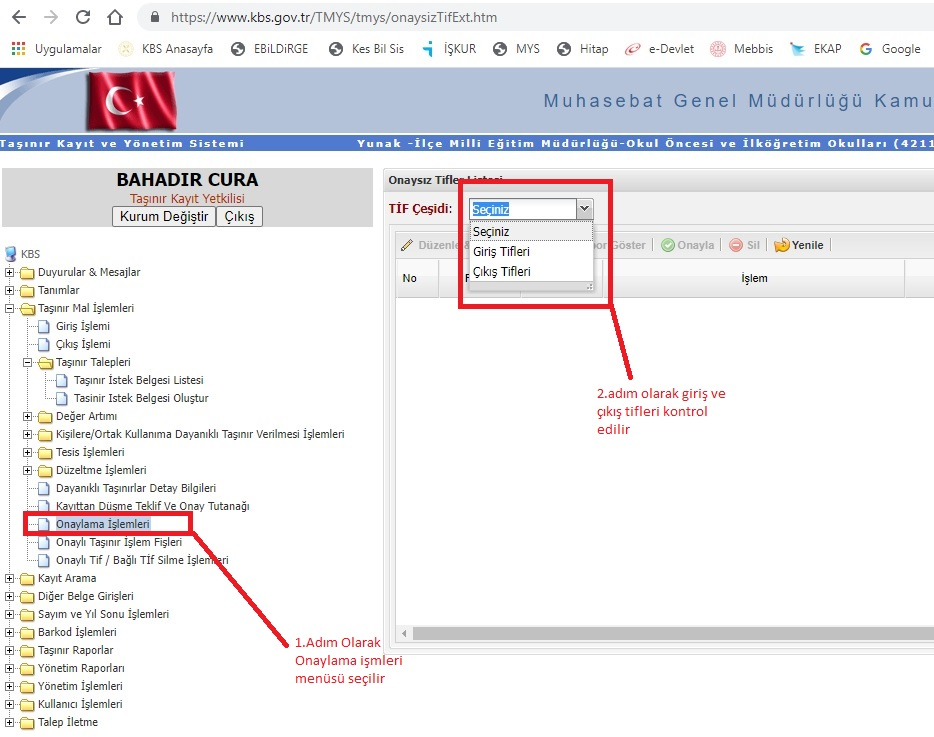 https://www.kbs.gov.tr/TMYS/tmys/onaysizTifExt.htm
Uygulamalar KBS Anasayfa EBiLDiRGE Kes Bil Sis İŞKUR MYS Hitap e-Devlet Mebbis EKAP Google
Muhasebat Genel Müdürlüğü Kamu
Taşınır Kayıt ve Yönetim Sistemi Yunak -İlçe Milli Eğitim Müdürlüğü-Okul Öncesi ve İlköğretim Okulları (4211
BAHADIR CURA
Taşınır Kayıt Yetkilisi
Kurum Değiştir Çıkış
Onaysız Tifler Listesi
TİF Çeşidi: Seçiniz
Seçiniz
Giriş Tifleri
Çıkış Tifleri
Düzenle Göster Onayla Sil Yenile
No İşlem
KBS
Duyurular & Mesajlar
Tanımlar
Taşınır Mal İşlemleri
Giriş İşlemi
Çıkış İşlemi
Taşınır Talepleri
Taşınır İstek Belgesi Listesi
Tasinir Istek Belgesi Oluştur
Değer Artımı
Kişilere/Ortak Kullanıma Dayanıklı Taşınır Verilmesi İşlemleri
Tesis İşlemleri
Düzeltme İşlemleri
Dayanıklı Taşınırlar Detay Bilgileri
Kayıttan Düşme Teklif Ve Onay Tutanağı
Onaylama İşlemleri
Onaylı Taşınır İşlem Fişleri
Onaylı Tif / Bağlı Tİf Silme İşlemleri
Kayıt Arama
Diğer Belge Girişleri
Sayım ve Yıl Sonu İşlemleri
Barkod İşlemleri
Taşınır Raporlar
Yönetim Raporları
Yönetim İşlemleri
Kullanıcı İşlemleri
Talep İletme
2.adım olarak giriş ve
çıkış tifleri kontrol
edilir
1.Adım Olarak
Onaylama işmleri
menüsü seçilir